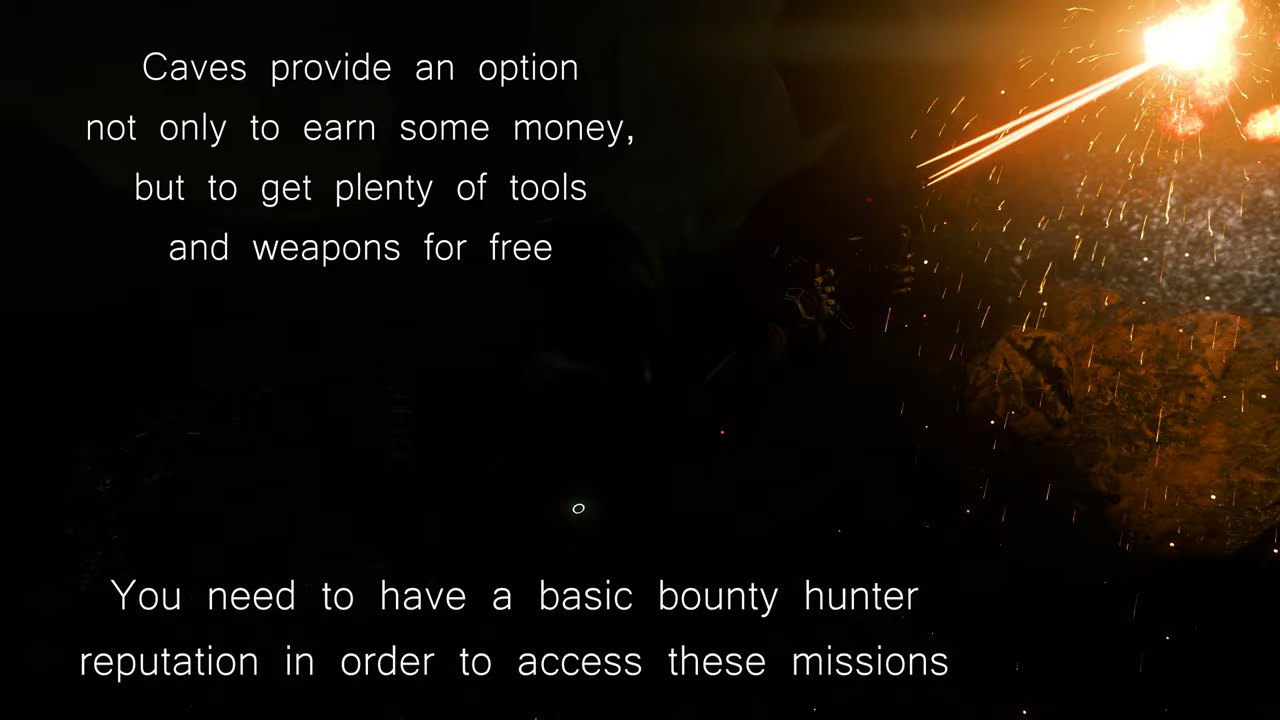 Caves provide an option
not only to earn some money,
but to get plenty of tools
and weapons for free
You need to have a basic bounty hunter
reputation in order to access these missions